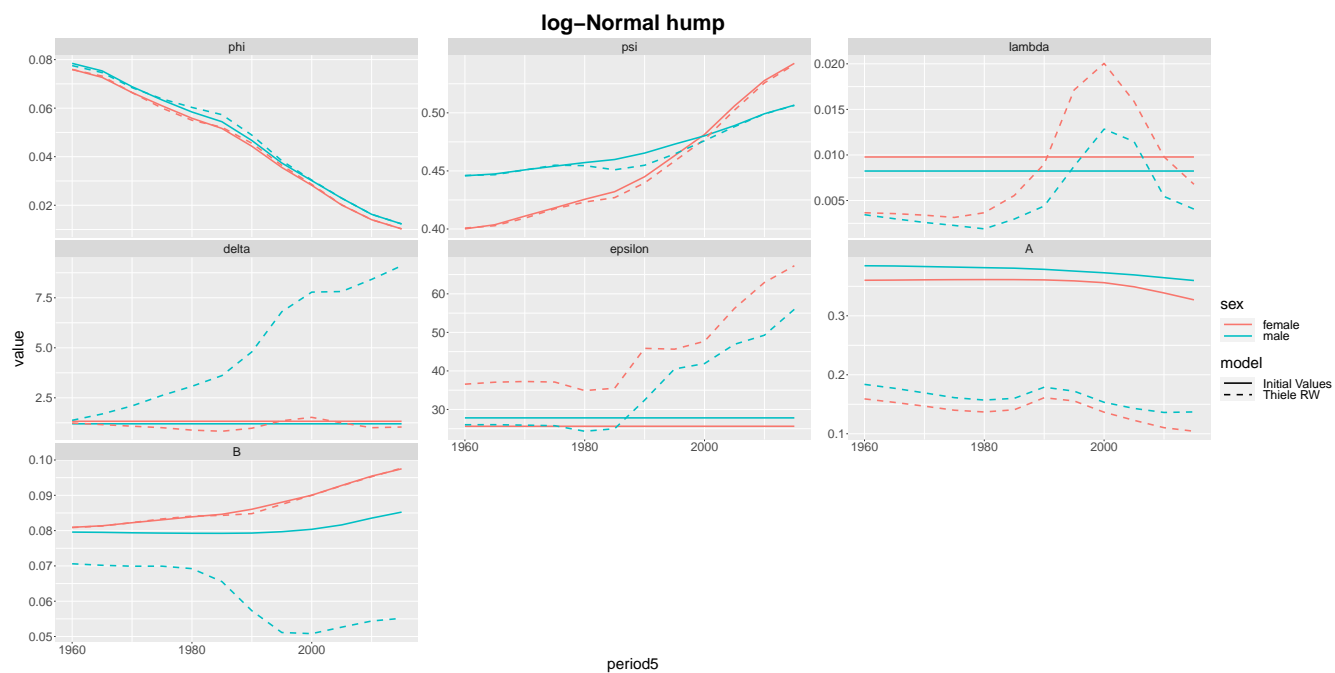 log−Normal hump
phi
psi
lambda
0.08
0.06
0.04
0.02
0.50
0.45
0.40
0.020
0.015
0.010
0.005
delta
epsilon
A
7.5
5.0
2.5
60
50
40
30
0.3
0.2
0.1
1960
1980
2000
1960
1980
2000
B
0.10
0.09
0.08
0.07
0.06
0.05
1960
1980
2000
value
period5
sex
female
male
model
Initial Values
Thiele RW